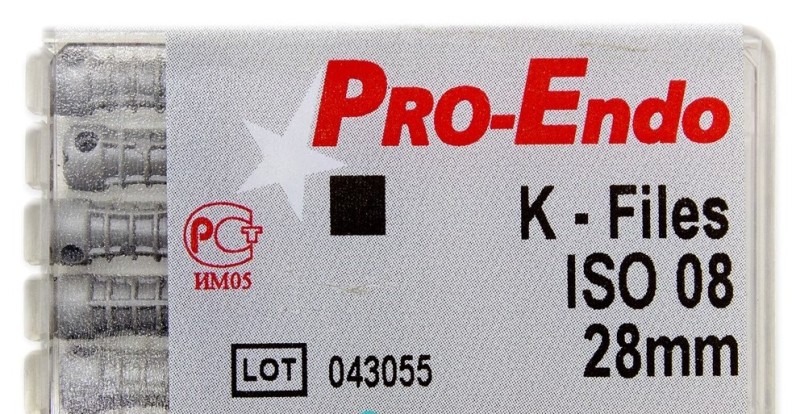 PRO-ENDO
K - Files
РСТ
ИМ05
ISO 08
28mm
LOT 043055